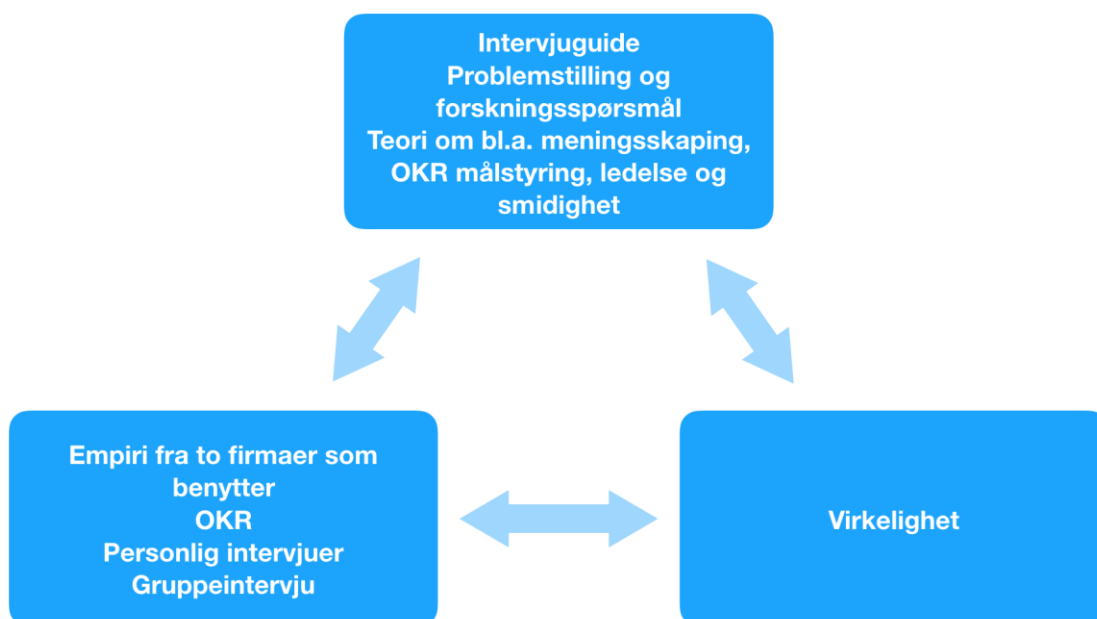 Intervjuguide
Problemstilling og
forskningsspørsmål
Teori om bl.a. meningsskaping,
OKR målstyring, ledelse og
smidighet
Empiri fra to firmaer som
benytter
OKR
Personlig intervjuer
Gruppeintervju
Virkelighet